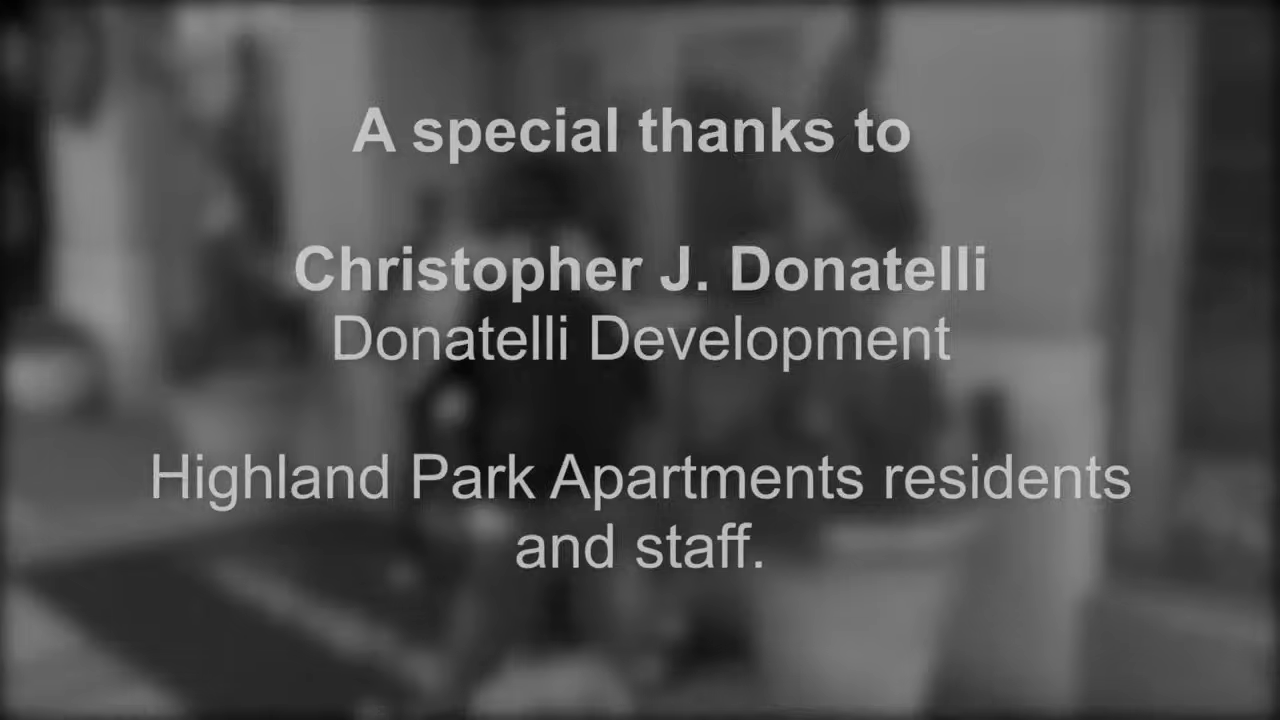 A special thanks to
Christopher J. Donatelli
Donatelli Development
Highland Park Apartments residents
and staff.